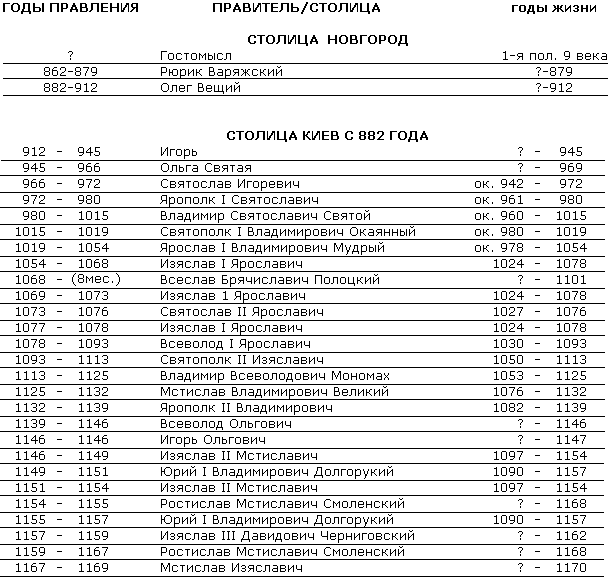 ГОДЫ ПРАВЛЕНИЯ ПРАВИТЕЛЬ/СТОЛИЦА ГОДЫ ЖИЗНИ
СТОЛИЦА НОВГОРОД
? Гостомысл 1-я пол. 9 века
862-879 Рюрик Варяжский ?-879
882-912 Олег Вещий ?-912
СТОЛИЦА КИЕВ С 882 ГОДА
912 - 945 Игорь ? - 945
945 - 966 Ольга Святая ? - 969
966 - 972 Святослав Игоревич ок. 942 - 972
972 - 980 Ярополк I Святославич ок. 961 - 980
980 - 1015 Владимир Святославич Святой ок. 960 - 1015
1015 - 1019 Святополк I Владимирович Окаянный ок. 980 - 1019
1019 - 1054 Ярослав I Владимирович Мудрый ок. 978 - 1054
1054 - 1068 Изяслав I Ярославич 1024 - 1078
1068 - (8мес.) Всеслав Брячиславич Полоцкий ? - 1101
1069 - 1073 Изяслав 1 Ярославич 1024 - 1078
1073 - 1076 Святослав II Ярославич 1027 - 1076
1077 - 1078 Изяслав I Ярославич 1024 - 1078
1078 - 1093 Всеволод I Ярославич 1030 - 1093
1093 - 1113 Святополк II Изяславич 1050 - 1113
1113 - 1125 Владимир Всеволодович Мономах 1053 - 1125
1125 - 1132 Мстислав Владимирович Великий 1076 - 1132
1132 - 1139 Ярополк II Владимирович 1082 - 1139
1139 - 1146 Всеволод Ольгович ? - 1146
1146 - 1146 Игорь Ольгович ? - 1147
1146 - 1149 Изяслав II Мстиславич 1097 - 1154
1149 - 1151 Юрий I Владимирович Долгорукий 1090 - 1157
1151 - 1154 Изяслав II Мстиславич 1097 - 1154
1154 - 1155 Ростислав Мстиславич Смоленский ? - 1168
1155 - 1157 Юрий I Владимирович Долгорукий 1090 - 1157
1157 - 1159 Изяслав III Давидович Черниговский ? - 1162
1159 - 1167 Ростислав Мстиславич Смоленский ? - 1168
1167 - 1169 Мстислав Изяславич ? - 1170